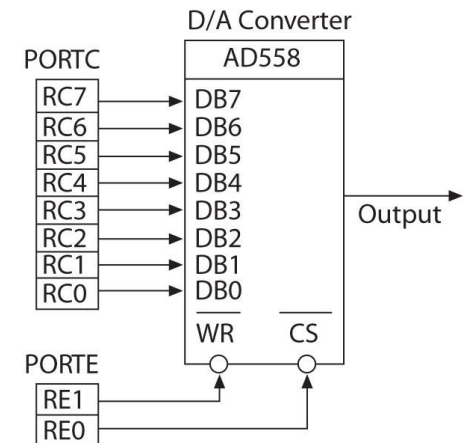 D/A Converter
PORTC
AD558
RC7
DB7
RC6
DB6
RC5
DB5
RC4
DB4
RC3
DB3
RC2
DB2
RC1
DB1
RC0
DB0
Output
WR
CS
PORTE
RE1
RE0